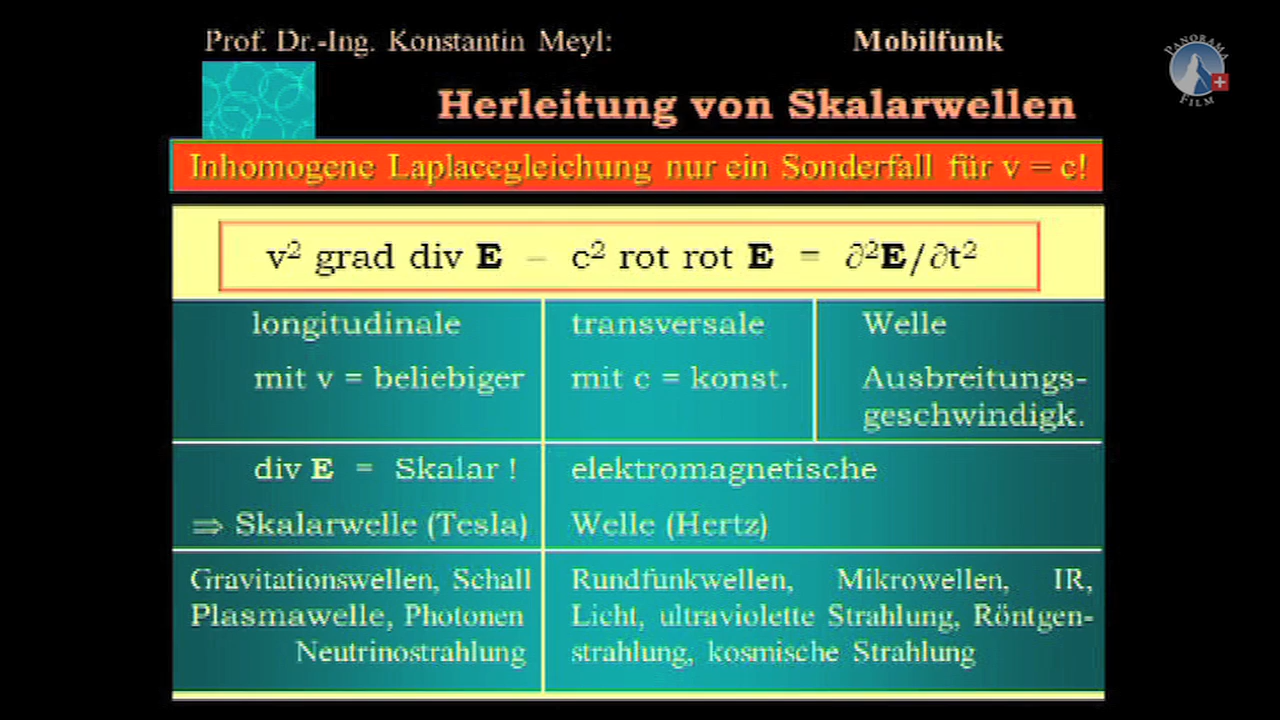 Prof. Dr.-Ing. Konstantin Meyl: Mobilfunk
PANORAMA
FILM
Herleitung von Skalarwellen
Inhomogene Laplacegleichung nur ein Sonderfall für v = c!
v² grad div E – c² rot rot E = ∂²E/∂t²
longitudinale transversale Welle
mit v = beliebiger mit c = konst. Ausbreitungs-
geschwindigk.
div E = Skalar ! elektromagnetische
⇒ Skalarwelle (Tesla) Welle (Hertz)
Gravitationswellen, Schall Rundfunkwellen, Mikrowellen, IR,
Plasmawelle, Photonen Licht, ultraviolette Strahlung, Röntgen-
Neutrinostrahlung strahlung, kosmische Strahlung